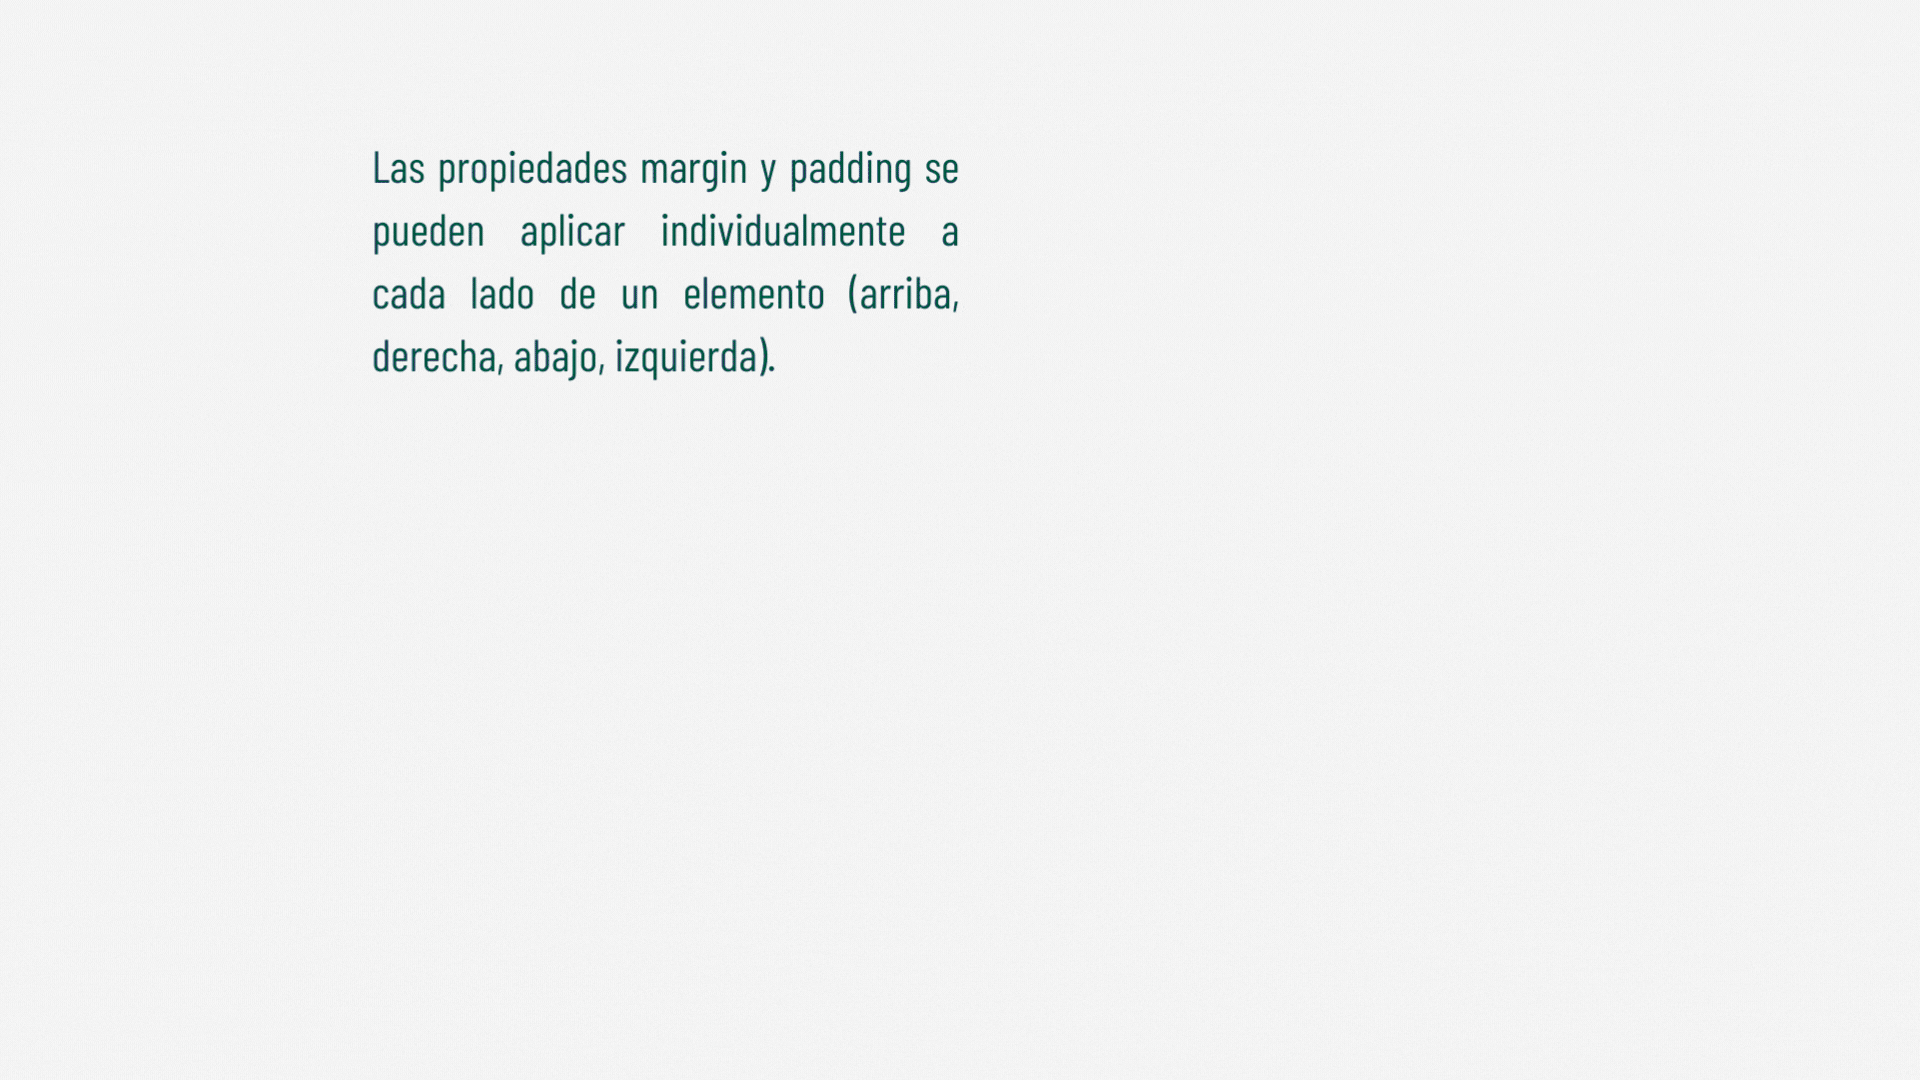 Las propiedades margin y padding se
pueden aplicar individualmente a
cada lado de un elemento (arriba,
derecha, abajo, izquierda).